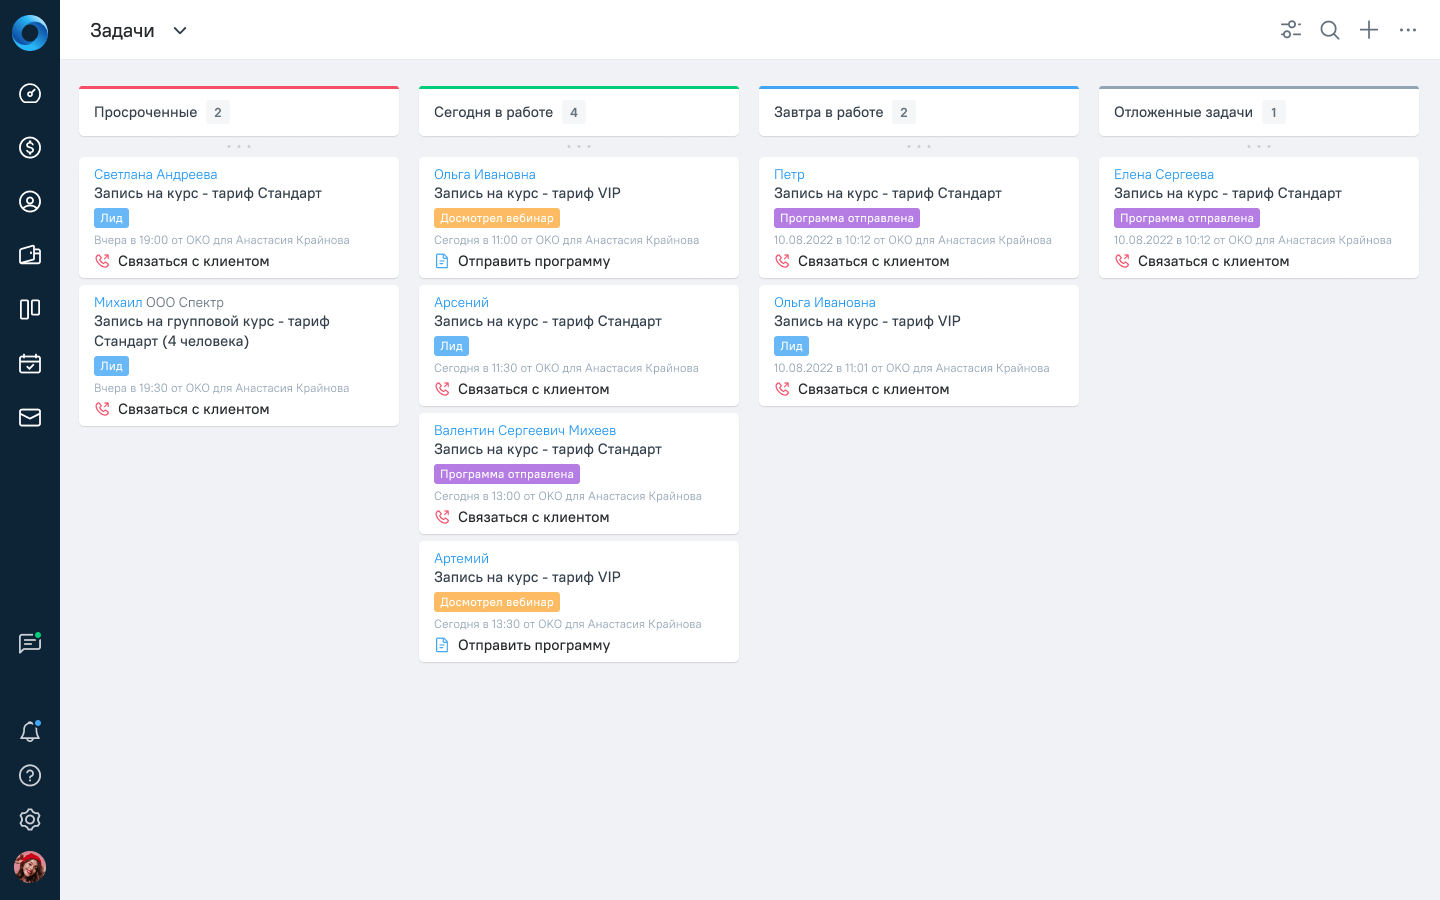 Задачи
Просроченные 2
Светлана Андреева
Запись на курс - тариф Стандарт
Лид
Вчера в 19:00 от ОКО для Анастасия Крайнова
Связаться с клиентом
Михаил ООО Спектр
Запись на групповой курс - тариф
Стандарт (4 человека)
Лид
Вчера в 19:30 от ОКО для Анастасия Крайнова
Связаться с клиентом
Сегодня в работе 4
Ольга Ивановна
Запись на курс - тариф VIP
Досмотрел вебинар
Сегодня в 11:00 от ОКО для Анастасия Крайнова
Отправить программу
Арсений
Запись на курс - тариф Стандарт
Лид
Сегодня в 11:30 от ОКО для Анастасия Крайнова
Связаться с клиентом
Валентин Сергеевич Михеев
Запись на курс - тариф Стандарт
Программа отправлена
Сегодня в 13:00 от ОКО для Анастасия Крайнова
Связаться с клиентом
Артемий
Запись на курс - тариф VIP
Досмотрел вебинар
Сегодня в 13:30 от ОКО для Анастасия Крайнова
Отправить программу
Завтра в работе 2
Петр
Запись на курс - тариф Стандарт
Программа отправлена
10.08.2022 в 10:12 от ОКО для Анастасия Крайнова
Связаться с клиентом
Ольга Ивановна
Запись на курс - тариф VIP
Лид
10.08.2022 в 11:01 от ОКО для Анастасия Крайнова
Связаться с клиентом
Отложенные задачи 1
Елена Сергеева
Запись на курс - тариф Стандарт
Программа отправлена
10.08.2022 в 10:12 от ОКО для Анастасия Крайнова
Связаться с клиентом